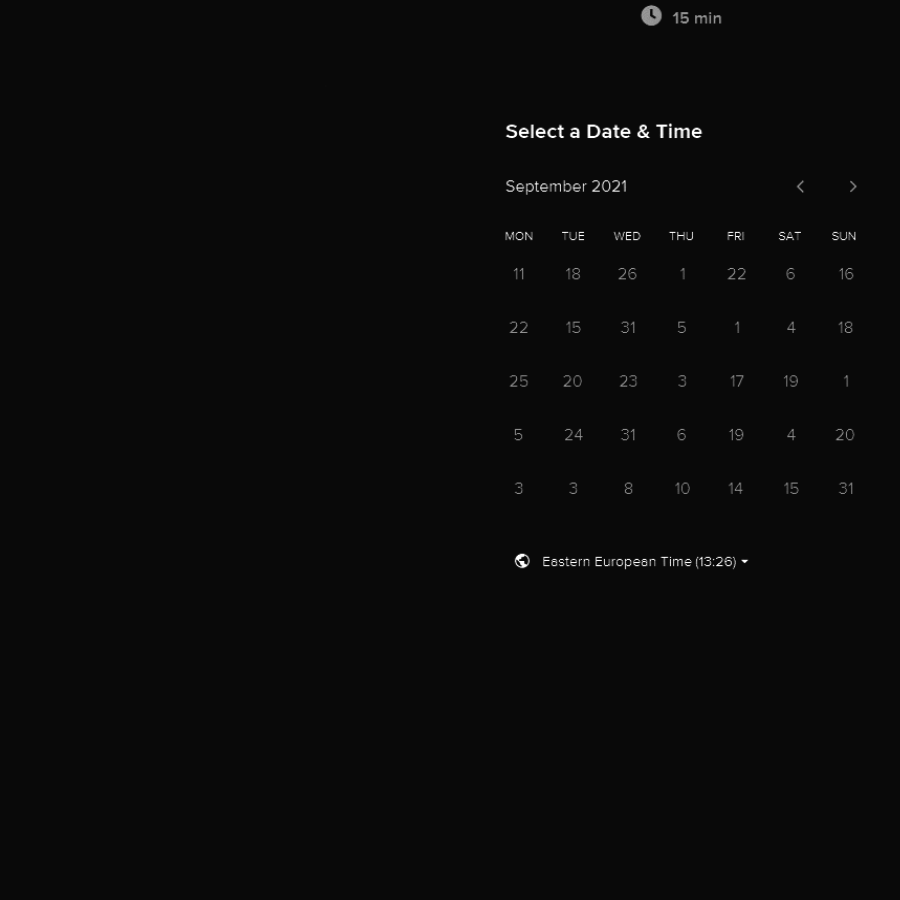 15 min
Select a Date & Time
September 2021
MON TUE WED THU FRI SAT SUN
11 18 26 1 22 6 16
22 15 31 5 1 4 18
25 20 23 3 17 19 1
5 24 31 6 19 4 20
3 3 8 10 14 15 31
Eastern European Time (13:26)